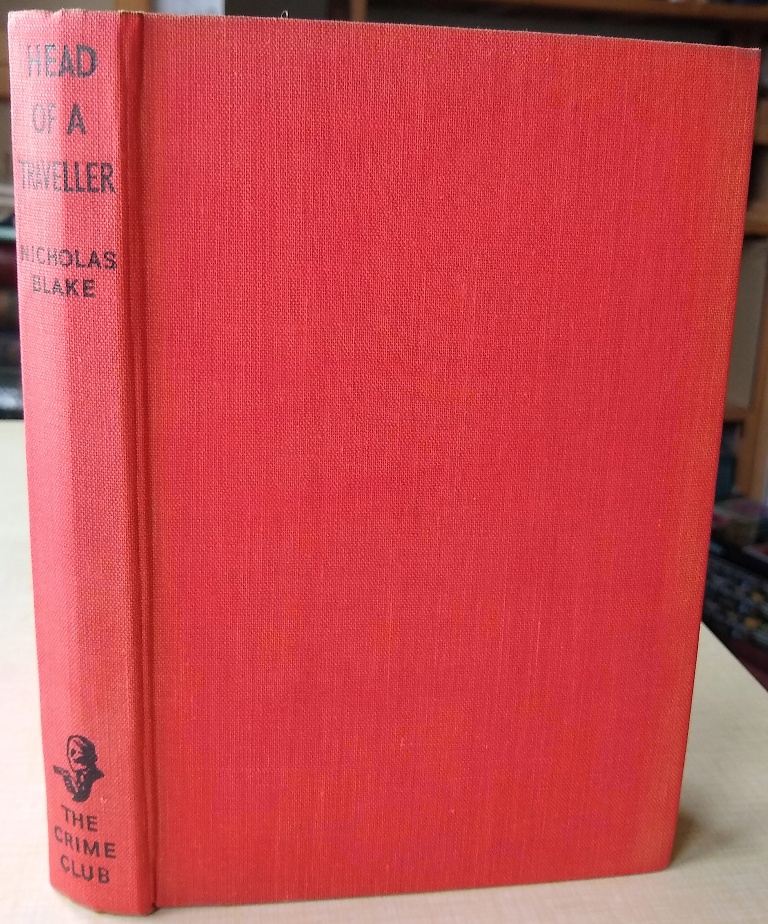 HEAD
OF A
TRAVELLER
NICHOLAS
BLAKE
THE
CRIME
CLUB